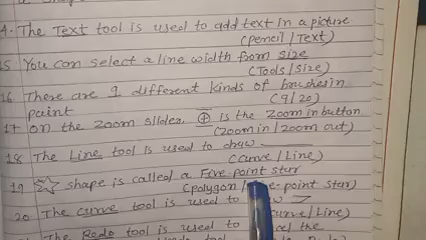 4. The Text tool is used to add text in a picture
(pencil/Text)
15 You can select a line width from size
(Tools/Size)
16 There are 9 different kinds of brushes in
paint (9/20)
17 on the Zoom slider, ⊕ is the Zoom in button
(Zoom in/Zoom out)
18 The Line tool is used to draw
(Curve/Line)
19 shape is called a Five-point star
(polygon/ -point star)
20 The curve tool is used to
urve/Line)
The Redo tool is used to the